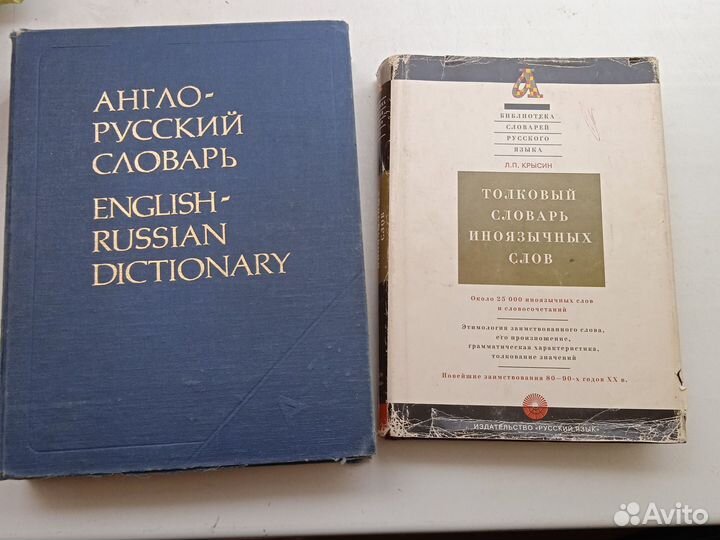 АНГЛО-
РУССКИЙ
СЛОВАРЬ
ENGLISH-
RUSSIAN
DICTIONARY
БИБЛИОТЕКА
СЛОВАРЕЙ
РУССКОГО
ЯЗЫКА
Л.П. КРЫСИН
ТОЛКОВЫЙ
СЛОВАРЬ
ИНОЯЗЫЧНЫХ
СЛОВ
Около 25 000 иноязычных слов
и словосочетаний
Этимология заимствованного слова,
его произношение,
грамматическая характеристика,
толкование значений
Новейшие заимствования 80—90-х годов XX в.
ИЗДАТЕЛЬСТВО «РУССКИЙ ЯЗЫК»
Avito